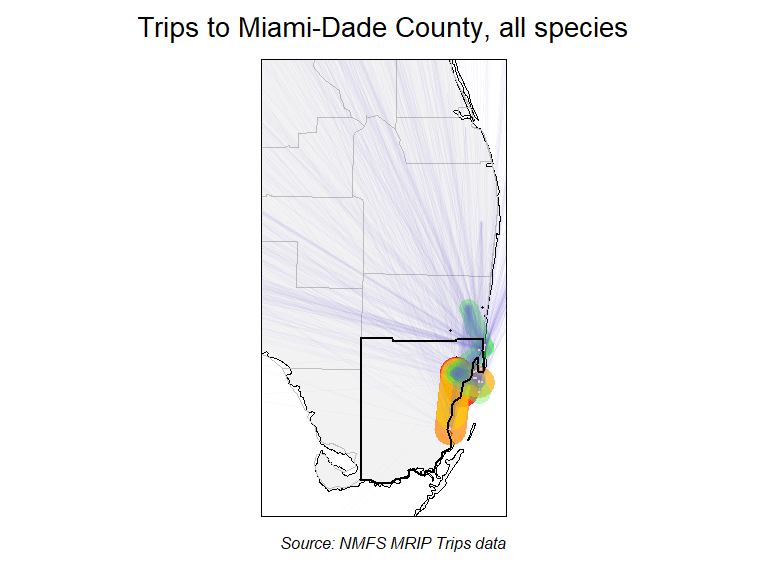 Trips to Miami-Dade County, all species
Source: NMFS MRIP Trips data